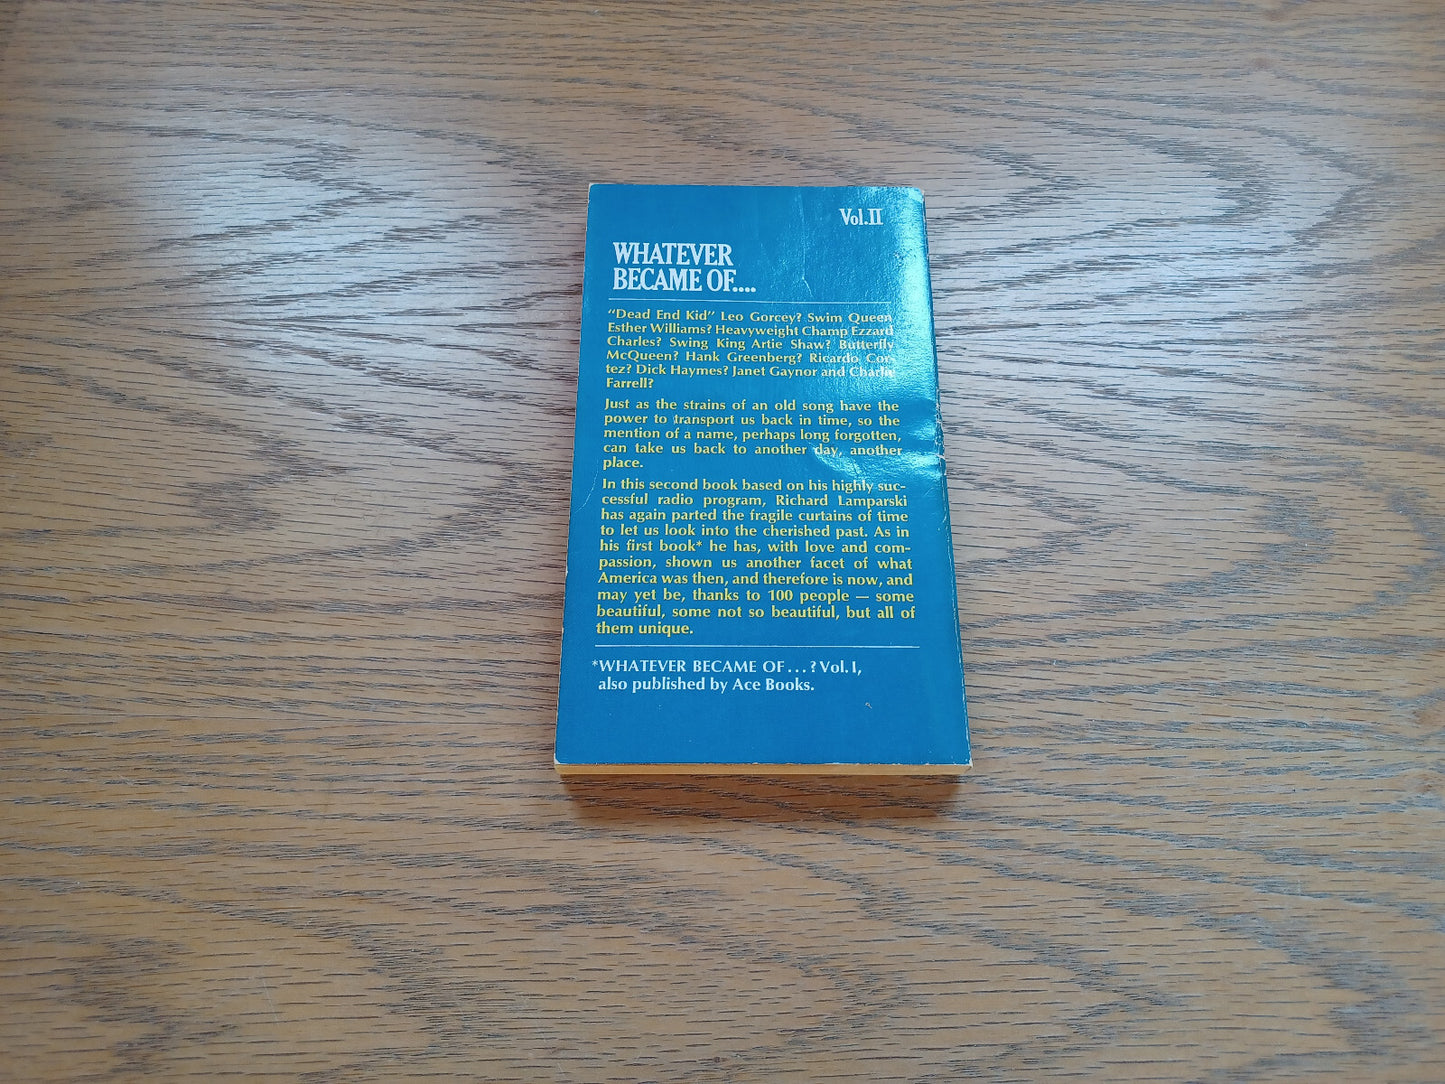 Vol. II
WHATEVER
BECAME OF....
"Dead End Kid" Leo Gorcey? Swim Queen
Esther Williams? Heavyweight Champ Ezzard
Charles? Swing King Artie Shaw? Butterfly
McQueen? Hank Greenberg? Ricardo Cor-
tez? Dick Haymes? Janet Gaynor and Charlie
Farrell?
Just as the strains of an old song have the
power to transport us back in time, so the
mention of a name, perhaps long forgotten,
can take us back to another day, another
place.
In this second book based on his highly suc-
cessful radio program, Richard Lamparski
has again parted the fragile curtains of time
to let us look into the cherished past. As in
his first book* he has, with love and com-
passion, shown us another facet of what
America was then, and therefore is now, and
may yet be, thanks to 100 people — some
beautiful, some not so beautiful, but all of
them unique.
*WHATEVER BECAME OF...? Vol. I,
also published by Ace Books.